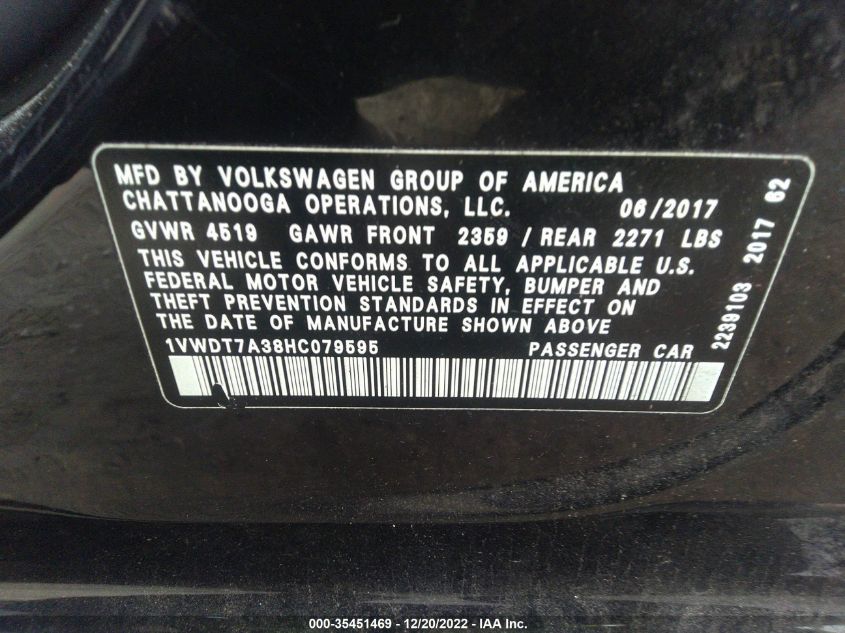 MFD BY VOLKSWAGEN GROUP OF AMERICA
CHATTANOOGA OPERATIONS, LLC. 06/2017
GVWR 4519 GAWR FRONT 2359 / REAR 2271 LBS
THIS VEHICLE CONFORMS TO ALL APPLICABLE U.S.
FEDERAL MOTOR VEHICLE SAFETY, BUMPER AND
THEFT PREVENTION STANDARDS IN EFFECT ON
THE DATE OF MANUFACTURE SHOWN ABOVE
1VWDT7A38HC079595 PASSENGER CAR
2239103 2017 62
000-35451469 - 12/20/2022 - IAA Inc.